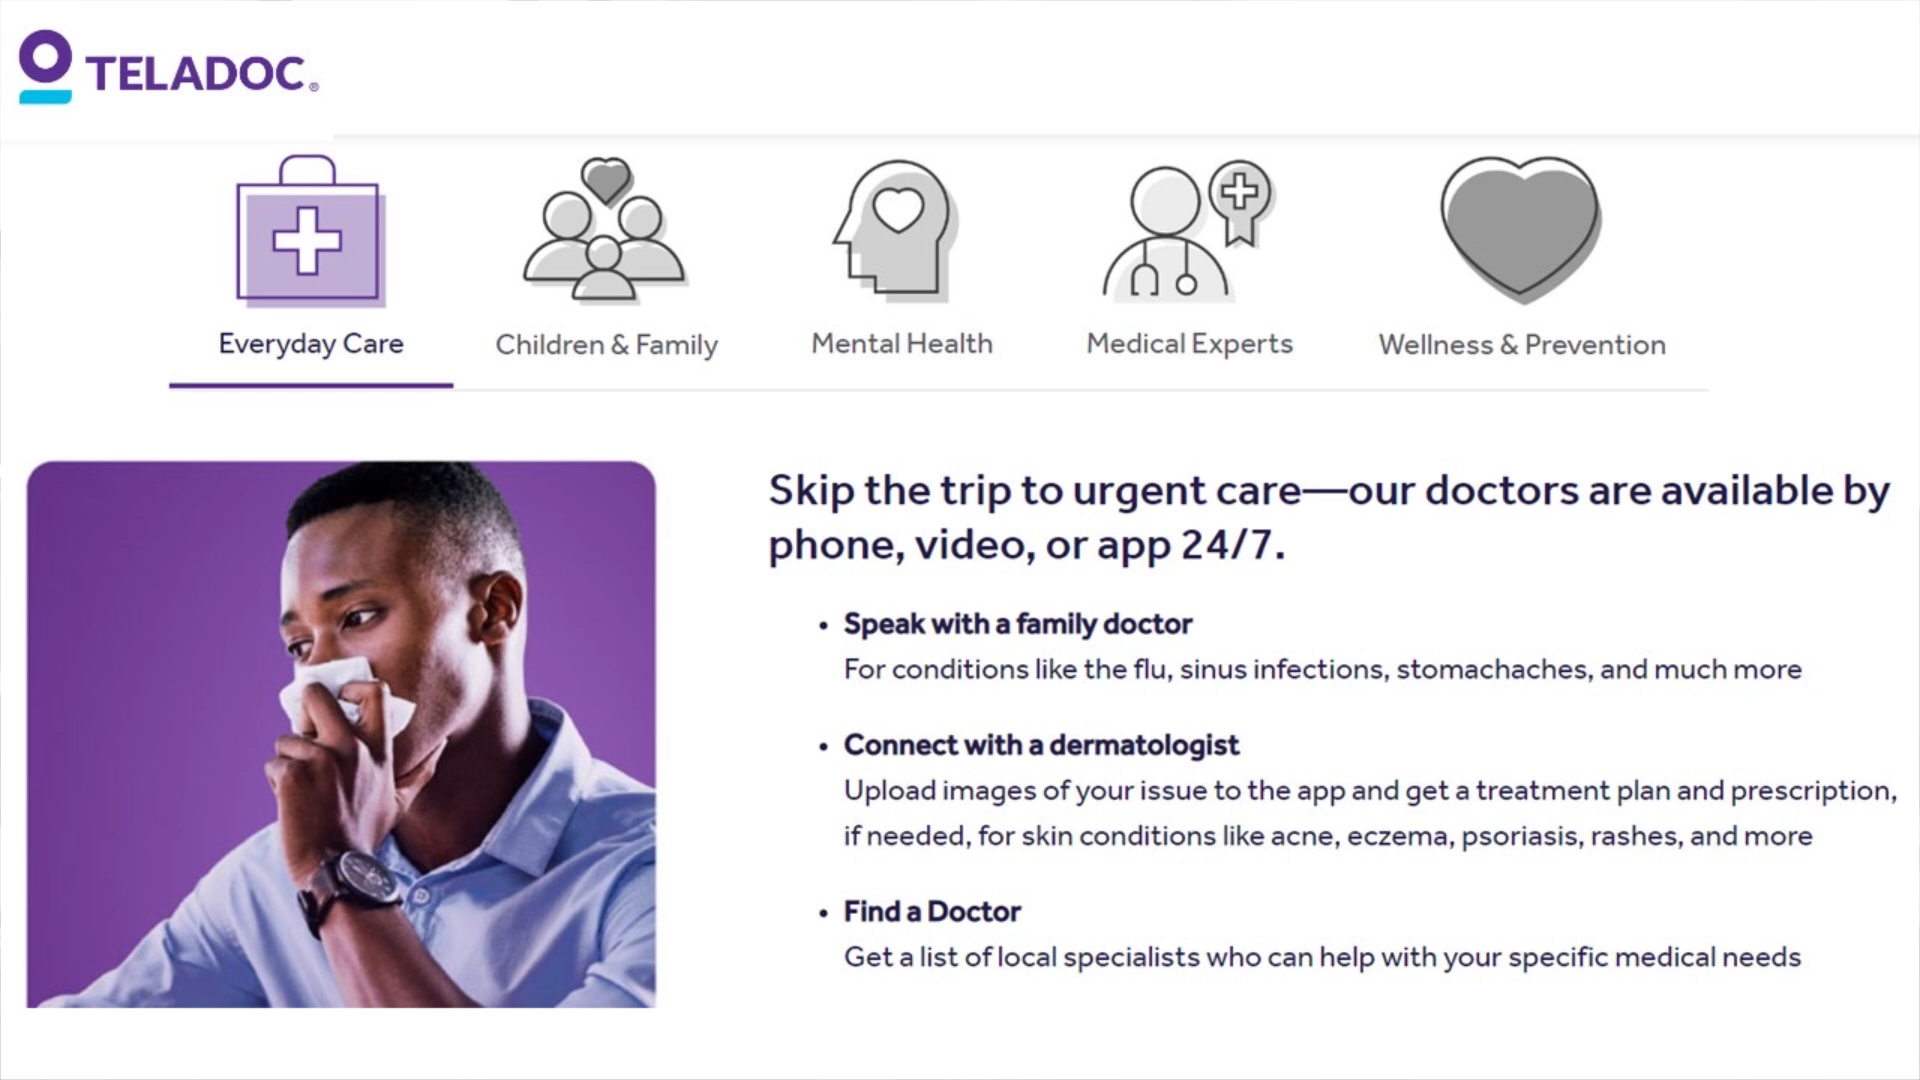 TELADOC®
Everyday Care
Children & Family
Mental Health
Medical Experts
Wellness & Prevention
Skip the trip to urgent care—our doctors are available by
phone, video, or app 24/7.
• Speak with a family doctor
For conditions like the flu, sinus infections, stomachaches, and much more
• Connect with a dermatologist
Upload images of your issue to the app and get a treatment plan and prescription,
if needed, for skin conditions like acne, eczema, psoriasis, rashes, and more
• Find a Doctor
Get a list of local specialists who can help with your specific medical needs